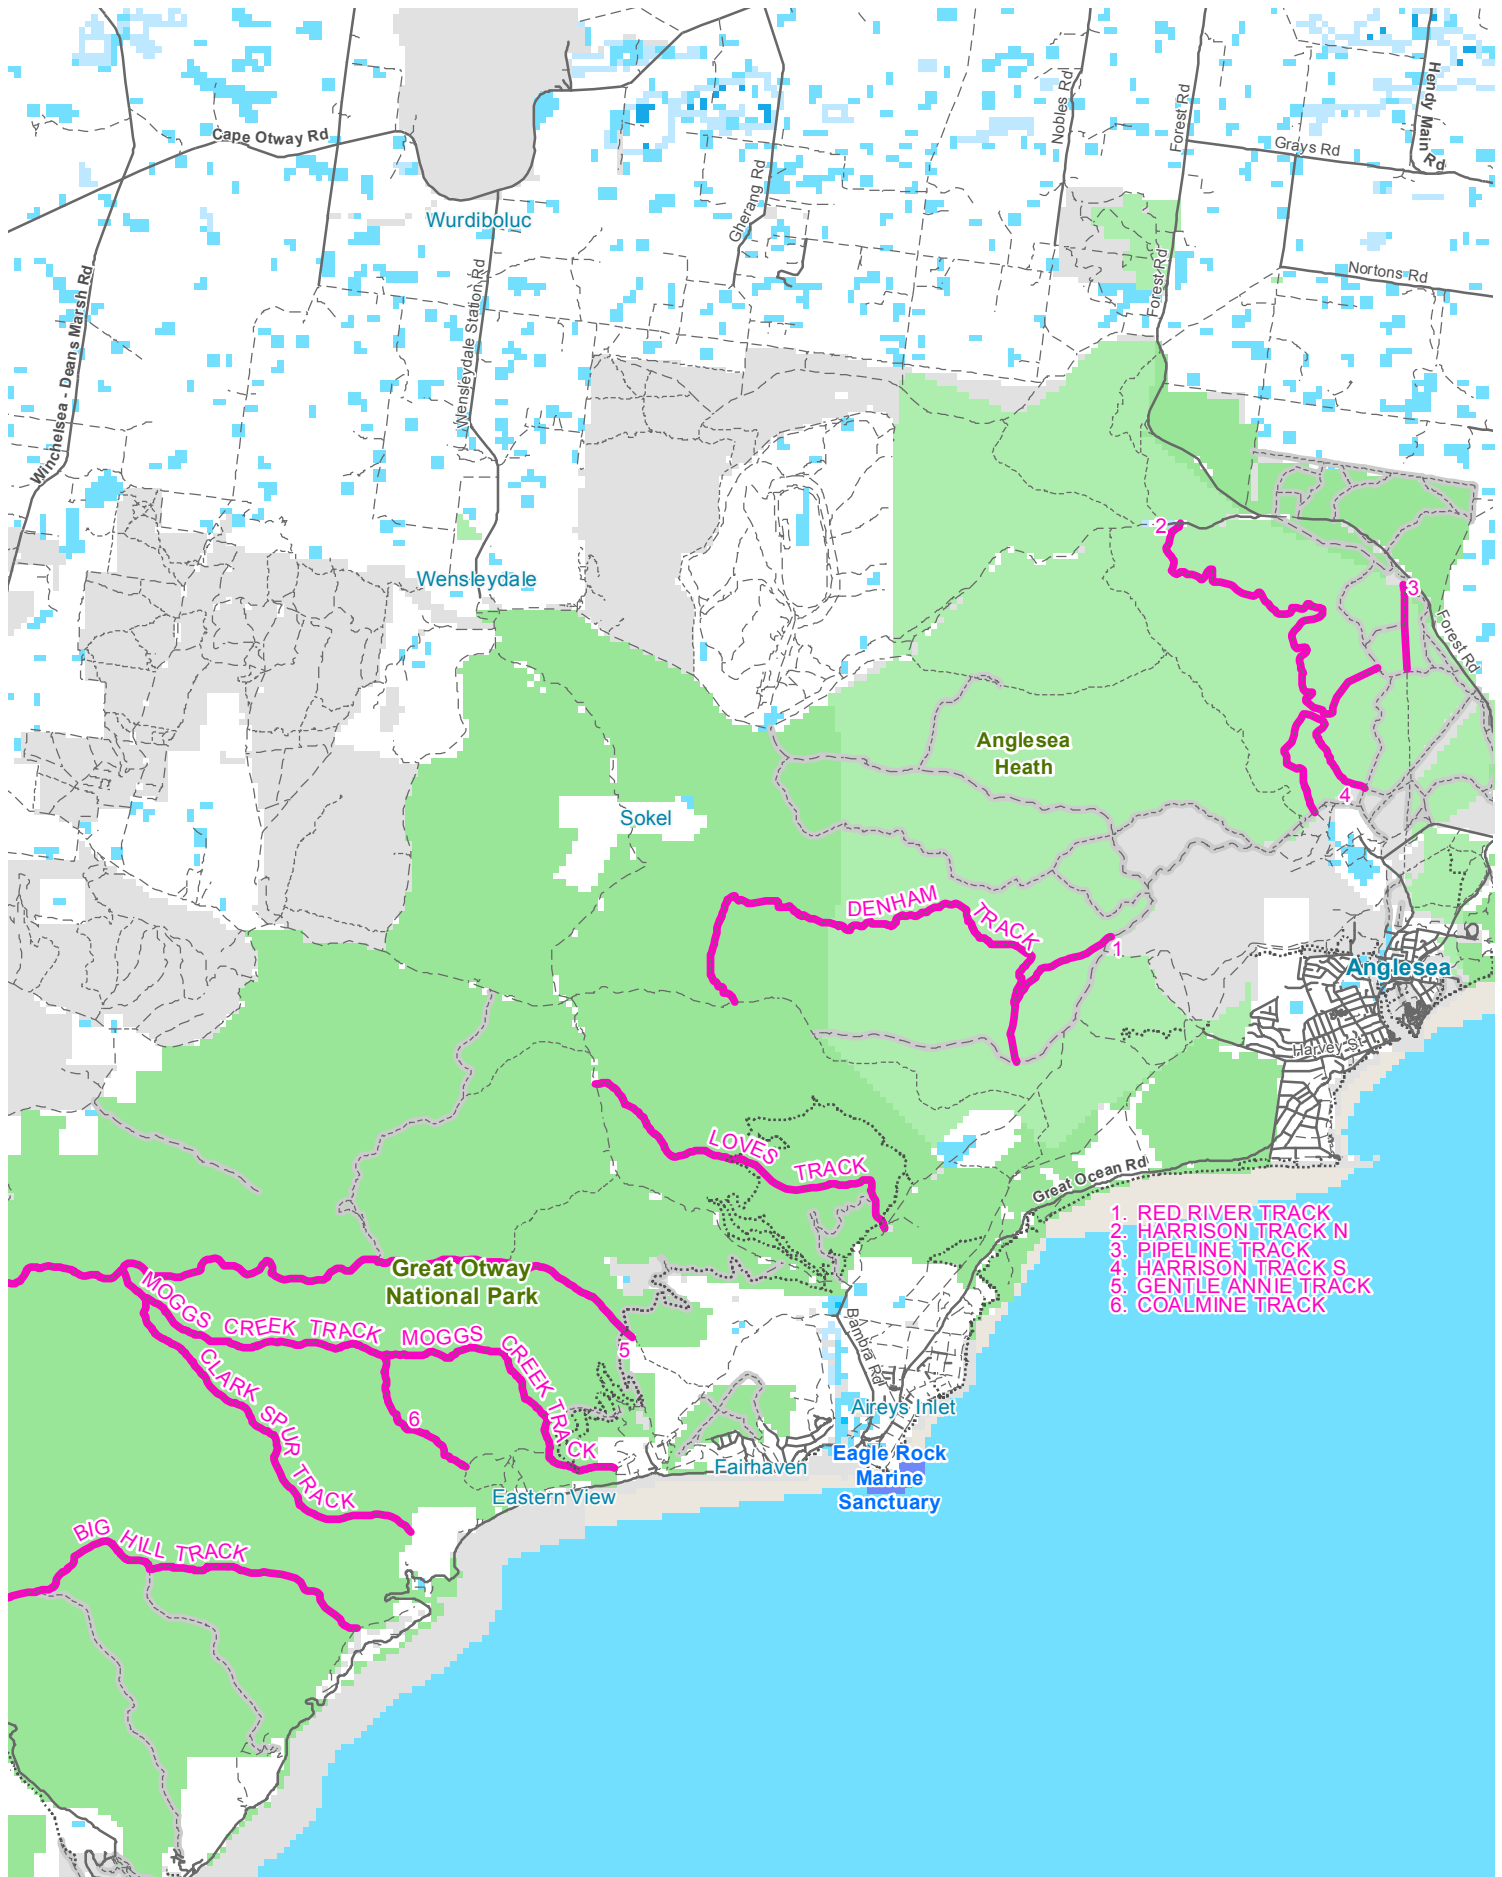 Hendy Main Rd
Nobles Rd
Forest Rd
Cape Otway Rd
Grays Rd
Gherang Rd
Wurdiboluc
Winchelsea - Deans Marsh Rd
Wensleydale Station Rd
Forest Rd
Nortons Rd
2
Wensleydale
3
Forest Rd
Anglesea
Heath
4
Sokel
DENHAM TRACK
1
Anglesea
Harvey St
LOVES TRACK
Great Ocean Rd
1. RED RIVER TRACK
2. HARRISON TRACK N
3. PIPELINE TRACK
4. HARRISON TRACK S
5. GENTLE ANNIE TRACK
6. COALMINE TRACK
Great Otway
National Park
MOGGS CREEK TRACK
MOGGS CREEK TRACK
5
Bambra Rd
CLARK SPUR TRACK
6
Aireys Inlet
Eagle Rock
Marine
Sanctuary
Fairhaven
Eastern View
BIG HILL TRACK